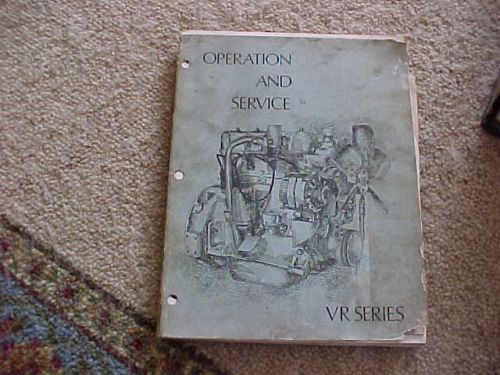 OPERATION
AND
SERVICE
VR SERIES